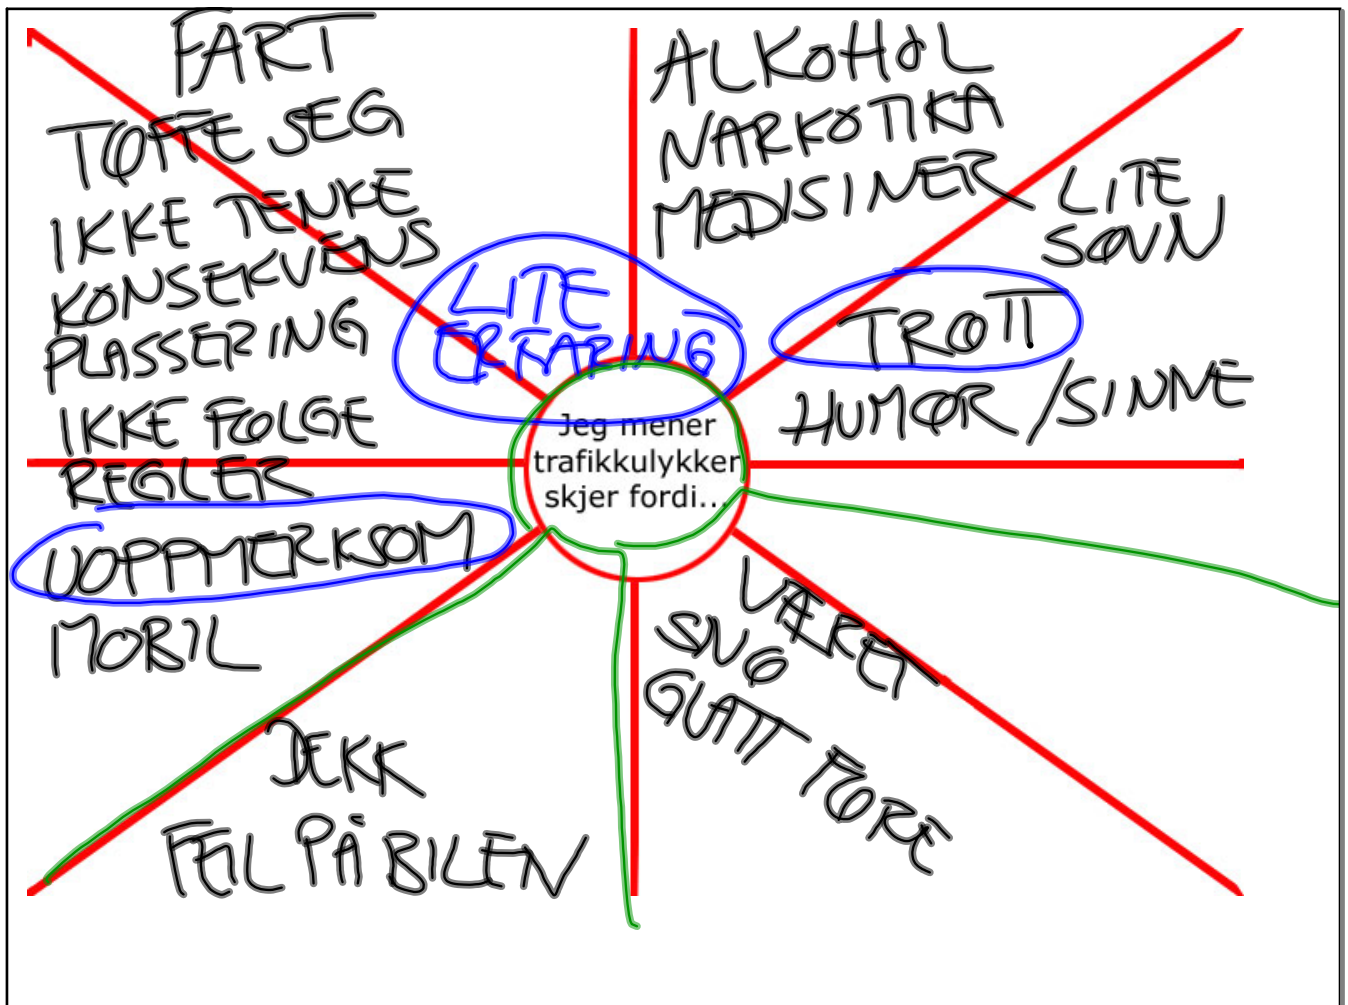 FART
TØFFE SEG
IKKE TENKE
KONSEKVENS
PLASSERING
IKKE FØLGE
REGLER
UOPPMERKSOM
MOBIL
LITE
ERFARING
ALKOHOL
NARKOTIKA
MEDISINER
LITE
SØVN
TRØTT
HUMØR /SINNE
Jeg mener
trafikkulykker
skjer fordi...
DEKK
FEIL PÅ BILEN
VÆRET
SNØ
GLATT FØRE